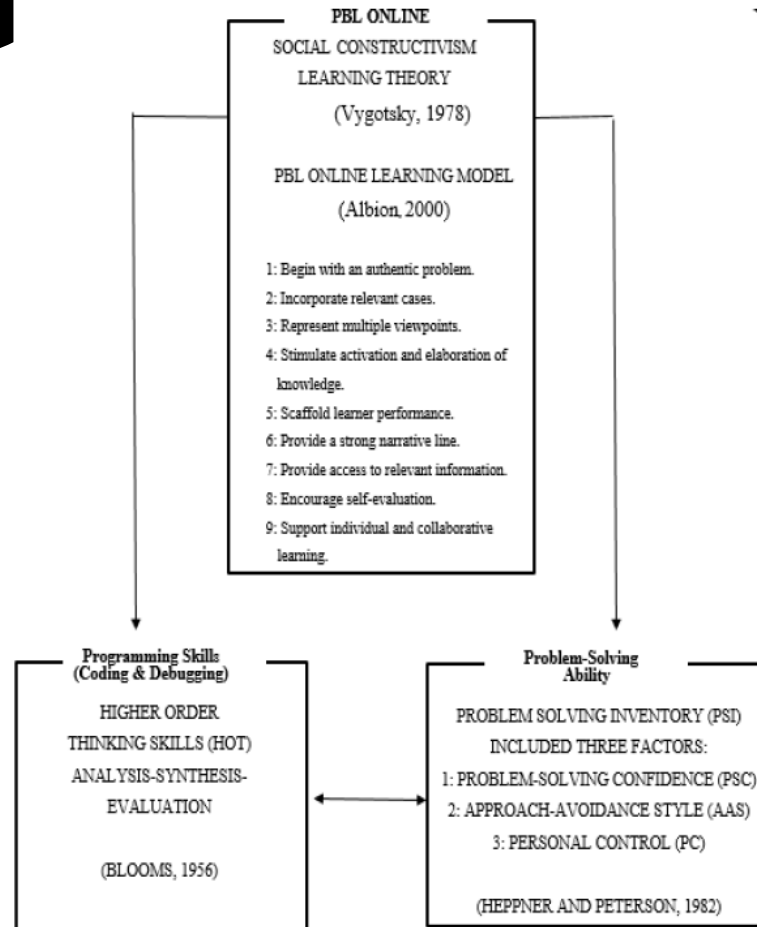 PBL ONLINE
SOCIAL CONSTRUCTIVISM
LEARNING THEORY
(Vygotsky, 1978)
PBL ONLINE LEARNING MODEL
(Albion, 2000)
1: Begin with an authentic problem.
2: Incorporate relevant cases.
3: Represent multiple viewpoints.
4: Stimulate activation and elaboration of
knowledge.
5: Scaffold learner performance.
6: Provide a strong narrative line.
7: Provide access to relevant information.
8: Encourage self-evaluation.
9: Support individual and collaborative
learning.
Programming Skills
(Coding & Debugging)
HIGHER ORDER
THINKING SKILLS (HOT)
ANALYSIS-SYNTHESIS-
EVALUATION
(BLOOMS, 1956)
Problem-Solving
Ability
PROBLEM SOLVING INVENTORY (PSI)
INCLUDED THREE FACTORS:
1: PROBLEM-SOLVING CONFIDENCE (PSC)
2: APPROACH-AVOIDANCE STYLE (AAS)
3: PERSONAL CONTROL (PC)
(HEPPNER AND PETERSON, 1982)